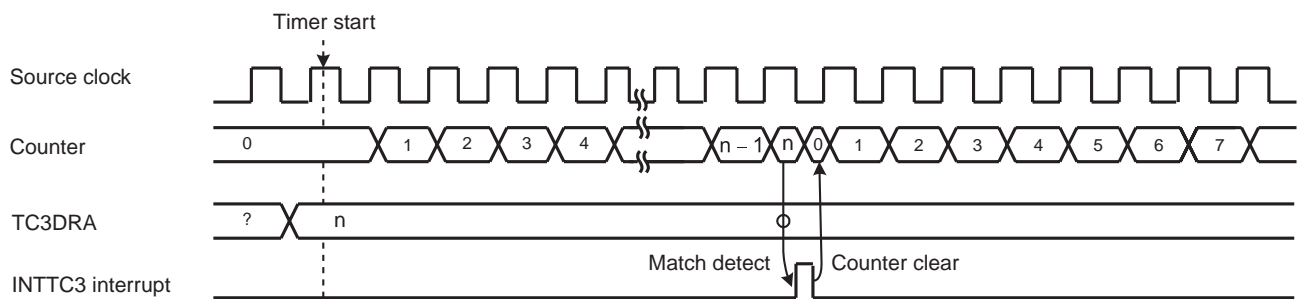 Timer start
Source clock
Counter 0 1 2 3 4 n – 1 n 0 1 2 3 4 5 6 7
TC3DRA ? n
Match detect Counter clear
INTTC3 interrupt